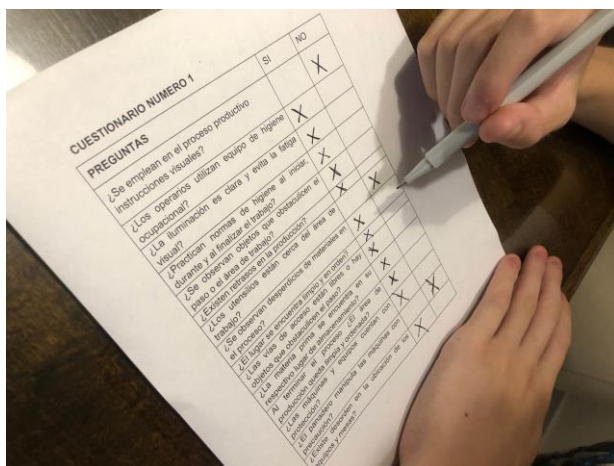 CUESTIONARIO NUMERO 1
PREGUNTAS SI NO
¿Se emplean en el proceso productivo X
instrucciones visuales?
¿Los operarios utilizan equipo de higiene X
ocupacional?
¿La iluminación es clara y evita la fatiga X
visual?
¿Practican normas de higiene al iniciar, X
durante y al finalizar el trabajo?
¿Se observan objetos que obstaculicen el X
paso o el área de trabajo?
¿Existen retrasos en la producción? X
¿Los utensilios están cerca del área de X
trabajo?
¿Se observan desperdicios de materiales en X
el proceso?
¿El lugar se encuentra limpio y en orden? X
¿Las vías de acceso están libres o hay X
objetos que obstaculicen el paso?
¿La materia prima se encuentra en su X
respectivo lugar de almacenamiento?
Al terminar el proceso ¿El área de X
producción queda limpia y ordenada?
¿Las máquinas y equipos cuentan con X
protección?
¿El panadero manipula las máquinas con X
precaución?
¿Existe desorden en la ubicación de los X
equipos y mesas?